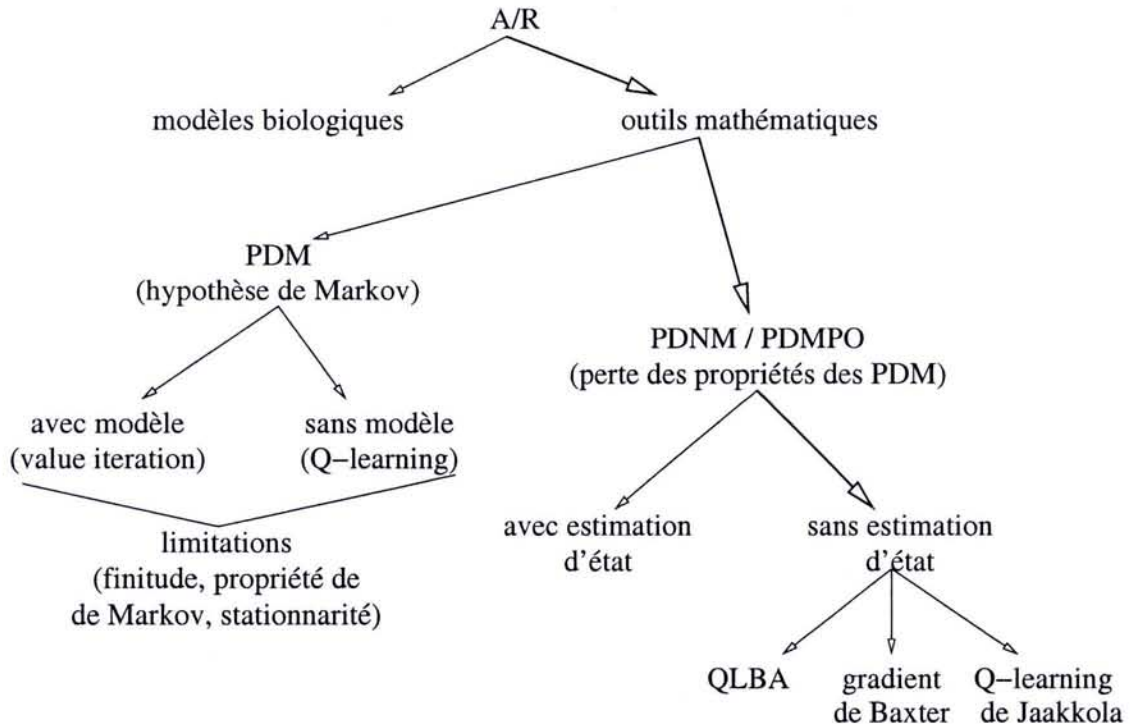 A/R
modèles biologiques
outils mathématiques
PDM
(hypothèse de Markov)
PDNM / PDMPO
(perte des propriétés des PDM)
avec modèle
(value iteration)
sans modèle
(Q−learning)
limitations
(finitude, propriété de
de Markov, stationnarité)
avec estimation
d'état
sans estimation
d'état
QLBA
gradient
de Baxter
Q−learning
de Jaakkola